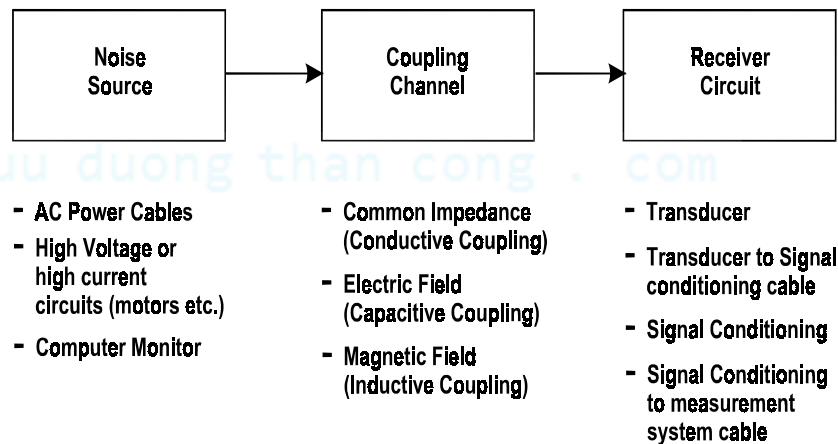 Noise
Source
Coupling
Channel
Receiver
Circuit
uu duong than cong . com
- AC Power Cables
- High Voltage or
high current
circuits (motors etc.)
- Computer Monitor
- Common Impedance
(Conductive Coupling)
- Electric Field
(Capacitive Coupling)
- Magnetic Field
(Inductive Coupling)
- Transducer
- Transducer to Signal
conditioning cable
- Signal Conditioning
- Signal Conditioning
to measurement
system cable